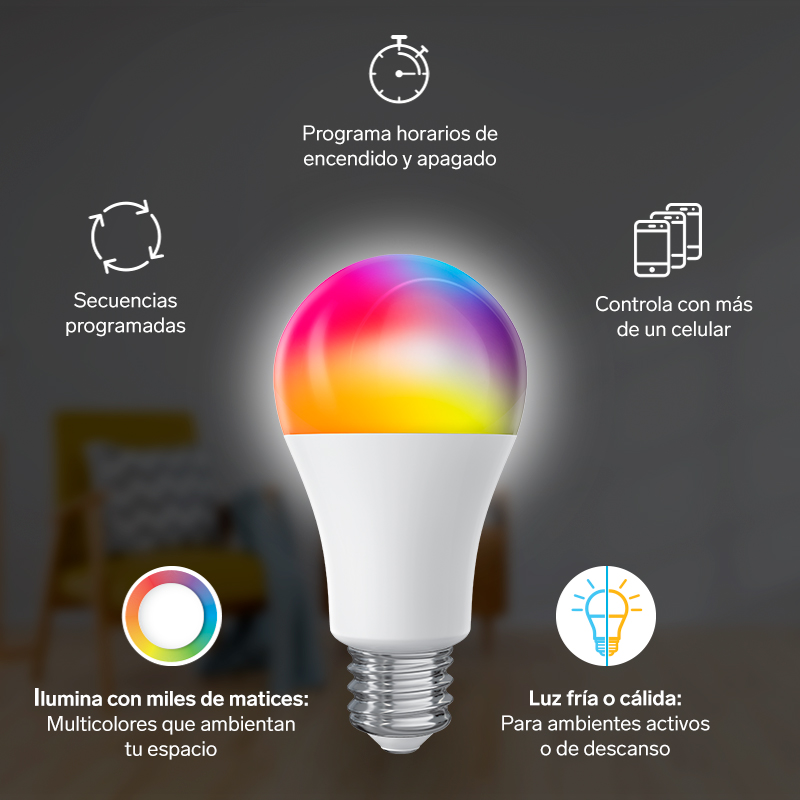 Programa horarios de
encendido y apagado
Secuencias
programadas
Controla con más
de un celular
Ilumina con miles de matices:
Multicolores que ambientan
tu espacio
Luz fría o cálida:
Para ambientes activos
o de descanso